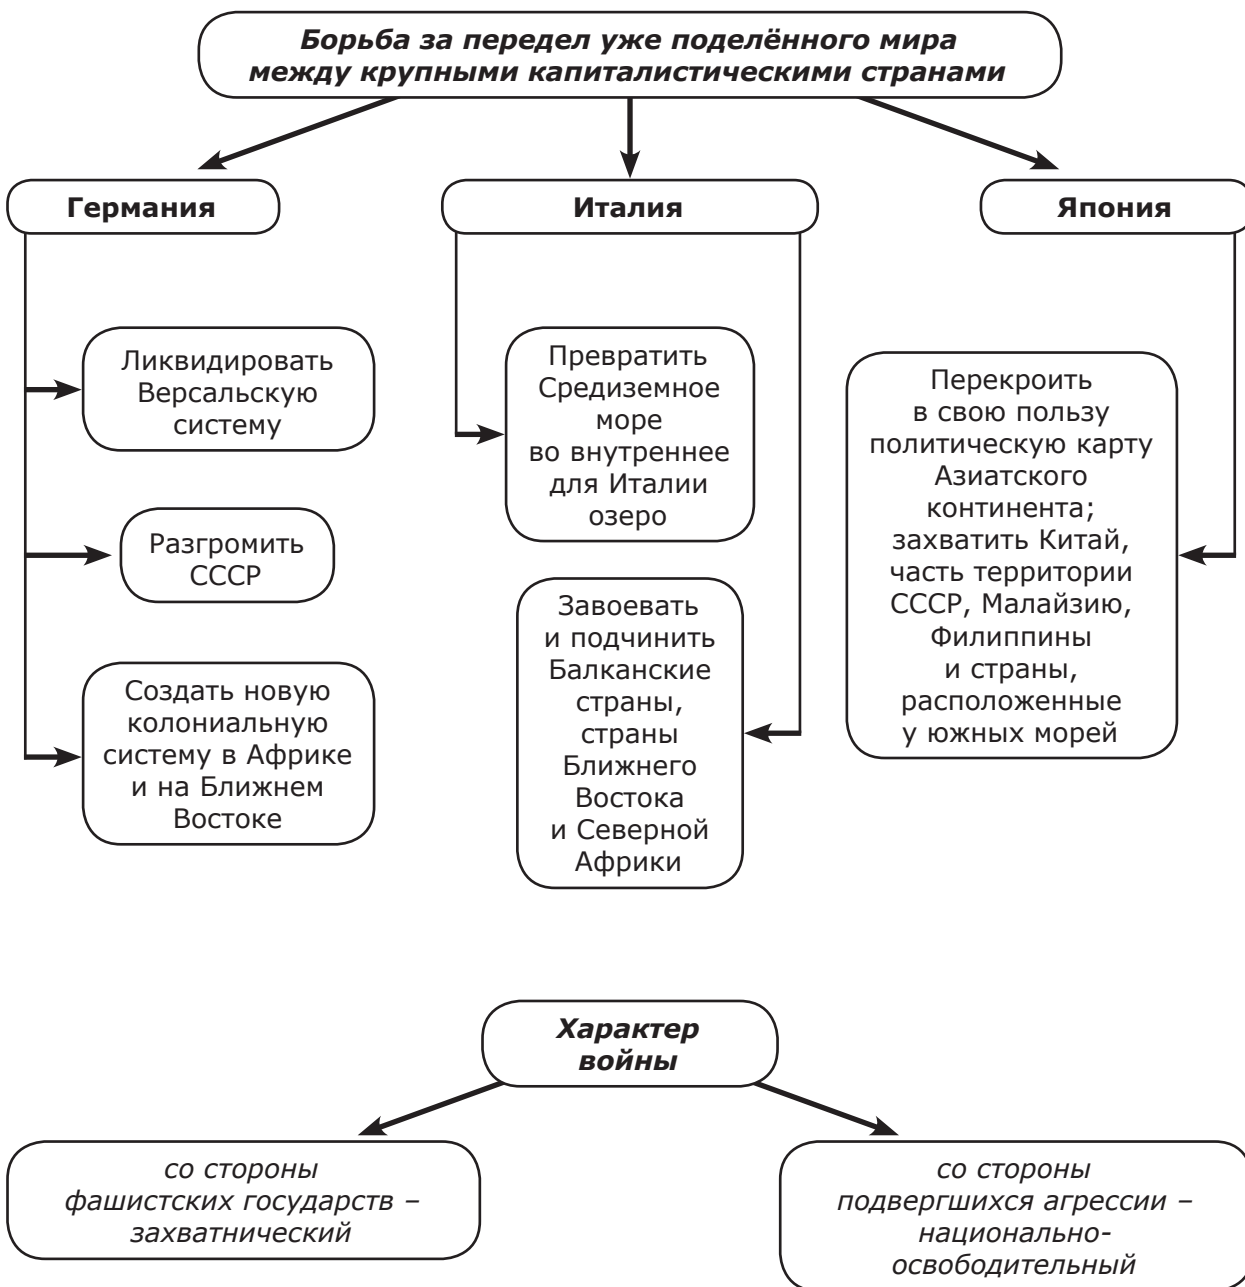 Борьба за передел уже поделённого мира
между крупными капиталистическими странами
Германия
Италия
Япония
Ликвидировать
Версальскую
систему
Разгромить
СССР
Создать новую
колониальную
систему в Африке
и на Ближнем
Востоке
Превратить
Средиземное
море
во внутреннее
для Италии
озеро
Завоевать
и подчинить
Балканские
страны,
страны
Ближнего
Востока
и Северной
Африки
Перекроить
в свою пользу
политическую карту
Азиатского
континента;
захватить Китай,
часть территории
СССР, Малайзию,
Филиппины
и страны,
расположенные
у южных морей
Характер
войны
со стороны
фашистских государств –
захватнический
со стороны
подвергшихся агрессии –
национально-
освободительный